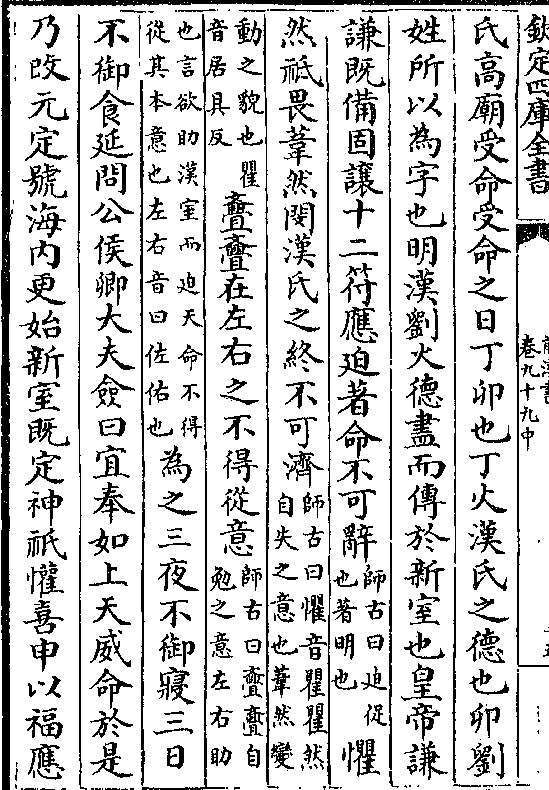 欽定四庫全書
卷九十九中
氏高廟受命受命之日丁卯也丁火漢氏之德也卯劉
姓所以為字也明漢劉火德盡而傳於新室也皇帝謙
謙既備固讓十二符應迫著命不可辭師古曰迫促也著明也懼
然祗畏葦然閔漢氏之終不可濟師古曰懼音瞿瞿然自失之意也葦然變
動之貌也瞿音居具反亹亹在左右之不得從意師古曰亹亹自勉之意左右助
也言欲助漢室而迫天命不得從其本意也左右音曰佐佑也為之三夜不御寢三日
不御食延問公侯卿大夫僉曰宜奉如上天威命於是
乃改元定號海內更始新室既定神祇懽喜申以福應